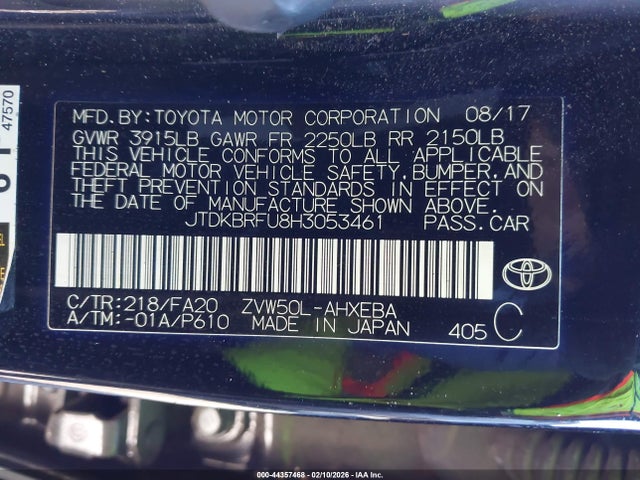 47570
MFD.BY:TOYOTA MOTOR CORPORATION 08/17
GVWR 3915LB GAWR FR 2250LB RR 2150LB
THIS VEHICLE CONFORMS TO ALL APPLICABLE
FEDERAL MOTOR VEHICLE SAFETY,BUMPER,AND
THEFT PREVENTION STANDARDS IN EFFECT ON
THE DATE OF MANUFACTURE SHOWN ABOVE.
JTDKBRFU8H3053461 PASS.CAR
C/TR:218/FA20 ZVW50L-AHXEBA
A/TM:-01A/P610 MADE IN JAPAN 405 C
TOYOTA
000-44357468 - 02/10/2026 - IAA Inc.